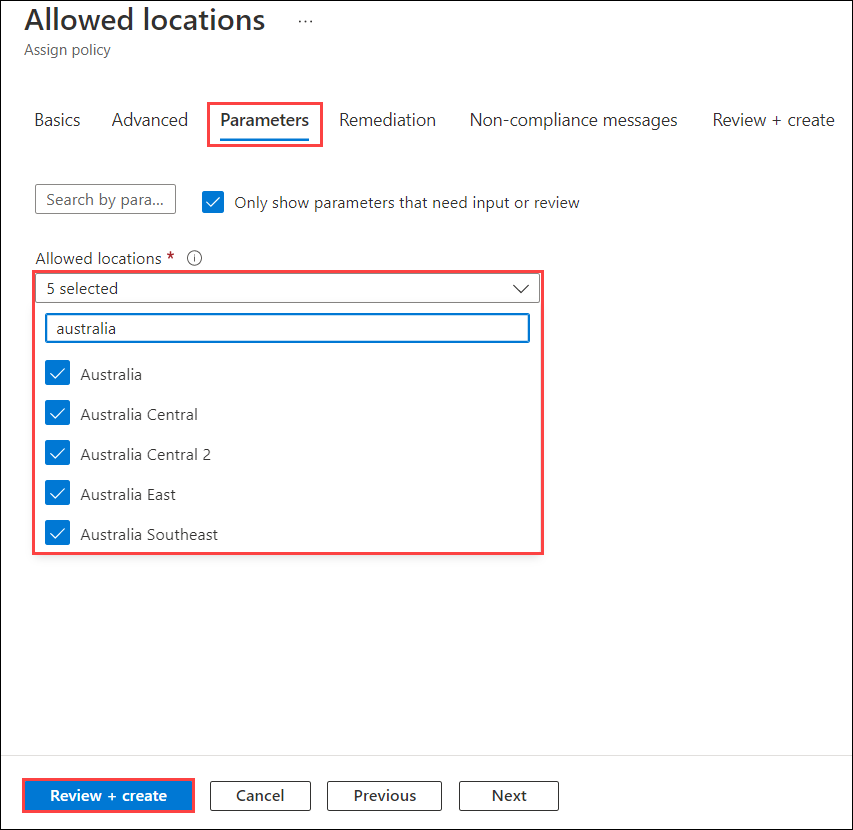 Allowed locations ...
Assign policy
Basics Advanced Parameters Remediation Non-compliance messages Review + create
Search by para... Only show parameters that need input or review
Allowed locations *
5 selected
australia
Australia
Australia Central
Australia Central 2
Australia East
Australia Southeast
Review + create Cancel Previous Next